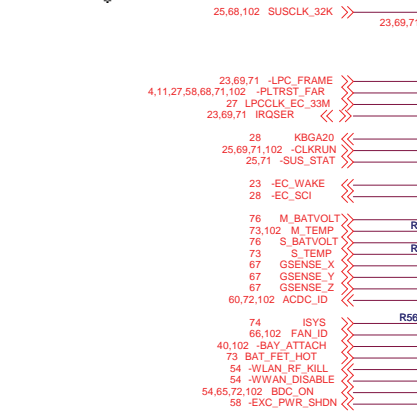 25,68,102 SUSCLK_32K
23,69,71
23,69,71 -LPC_FRAME
4,11,27,58,68,71,102 -PLTRST_FAR
27 LPCCLK_EC_33M
23,69,71 IRQSER
28 KBGA20
25,69,71,102 -CLKRUN
25,71 -SUS_STAT
23 -EC_WAKE
28 -EC_SCI
76 M_BATVOLT
73,102 M_TEMP
76 S_BATVOLT
73 S_TEMP
67 GSENSE_X
67 GSENSE_Y
67 GSENSE_Z
60,72,102 ACDC_ID
74 ISYS R56
66,102 FAN_ID
40,102 -BAY_ATTACH
73 BAT_FET_HOT
54 -WLAN_RF_KILL
54 -WWAN_DISABLE
54,65,72,102 BDC_ON
58 -EXC_PWR_SHDN